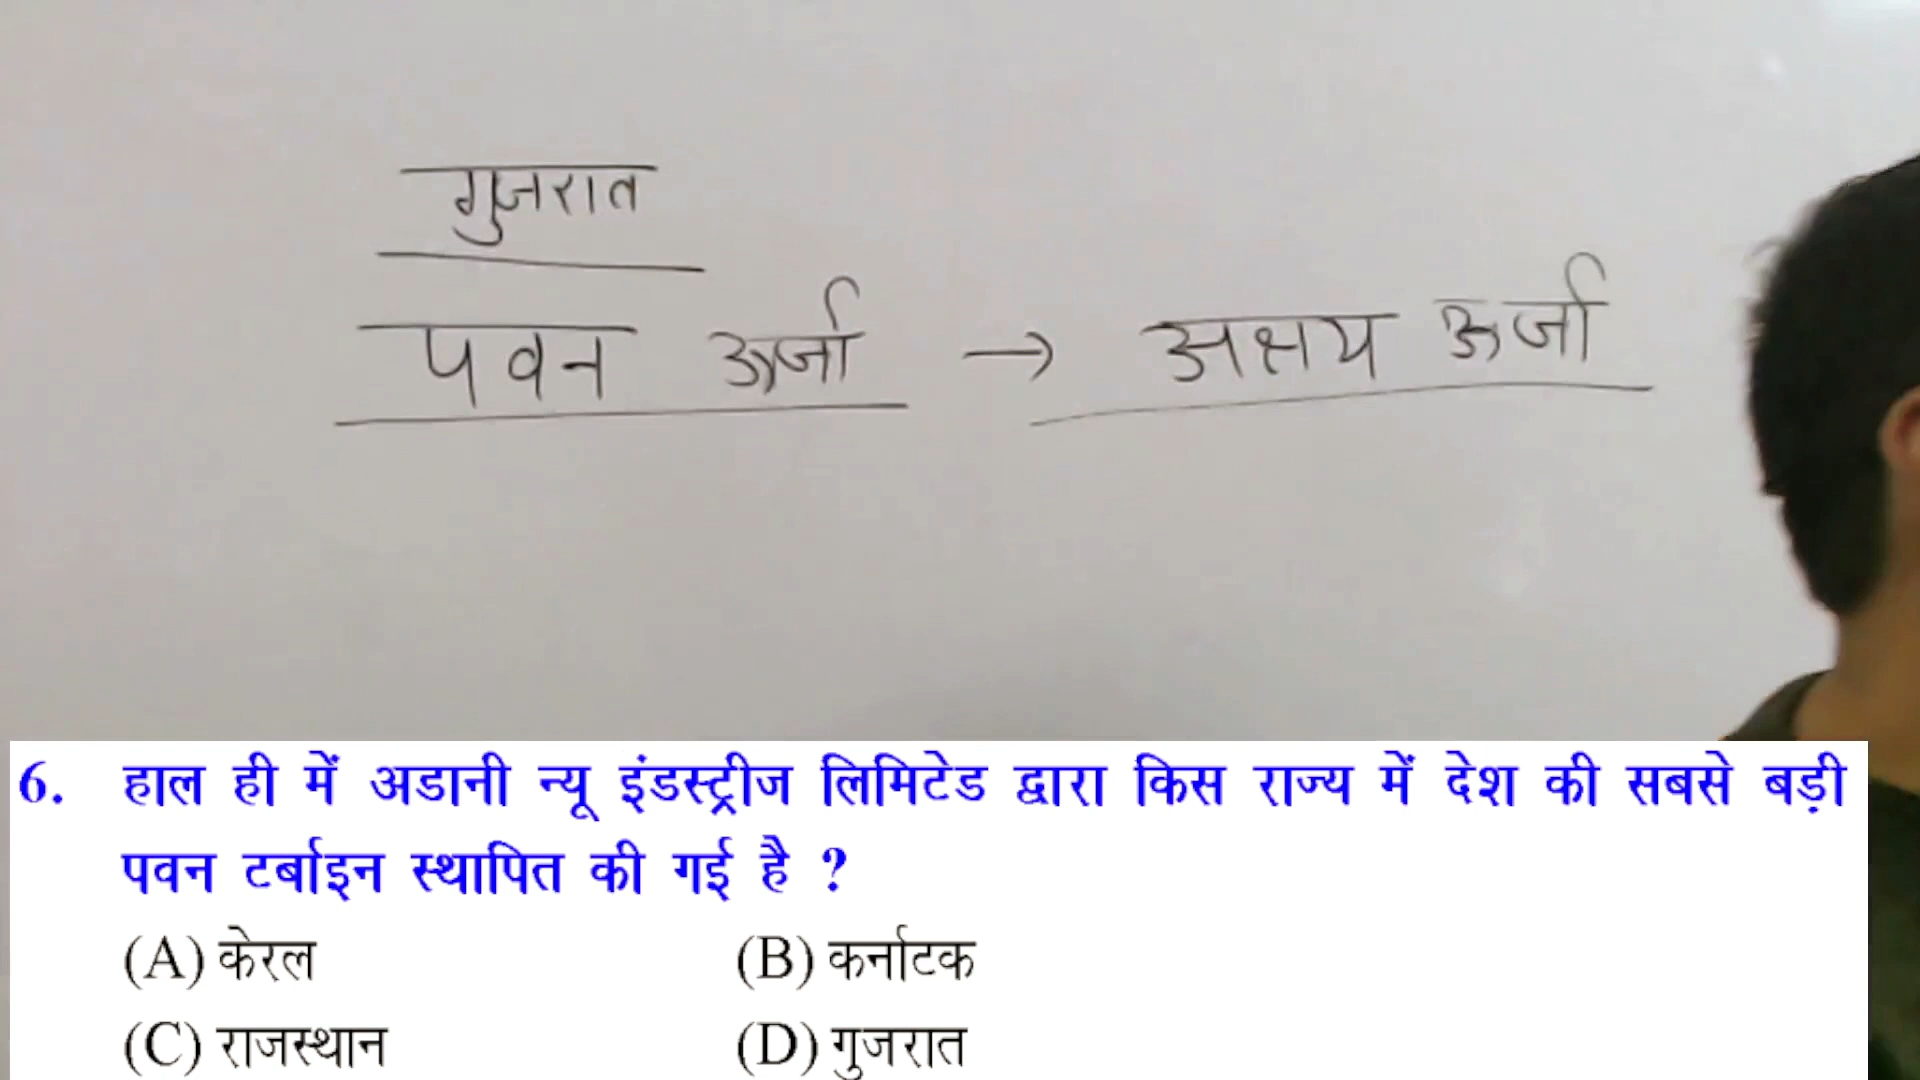 गुजरात
पवन ऊर्जा → अक्षय ऊर्जा
6. हाल ही में अडानी न्यू इंडस्ट्रीज लिमिटेड द्वारा किस राज्य में देश की सबसे बड़ी
पवन टर्बाइन स्थापित की गई है ?
(A) केरल (B) कर्नाटक
(C) राजस्थान (D) गुजरात